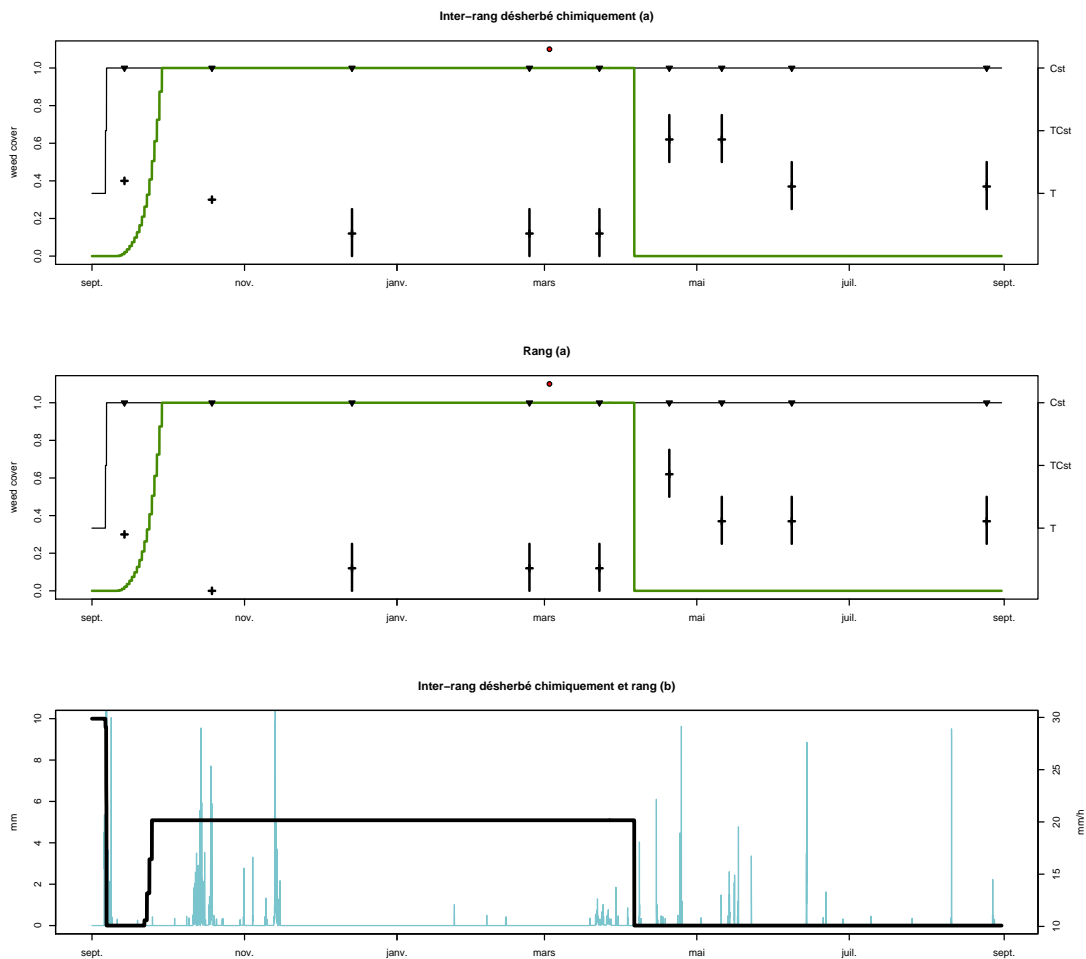 Inter−rang désherbé chimiquement (a)
weed cover
1.0
0.8
0.6
0.4
0.2
0.0
Cst
TCst
T
sept. nov. janv. mars mai juil. sept.
Rang (a)
weed cover
1.0
0.8
0.6
0.4
0.2
0.0
Cst
TCst
T
sept. nov. janv. mars mai juil. sept.
Inter−rang désherbé chimiquement et rang (b)
mm
10
8
6
4
2
0
30
25
20
15
10
mm/h
sept. nov. janv. mars mai juil. sept.